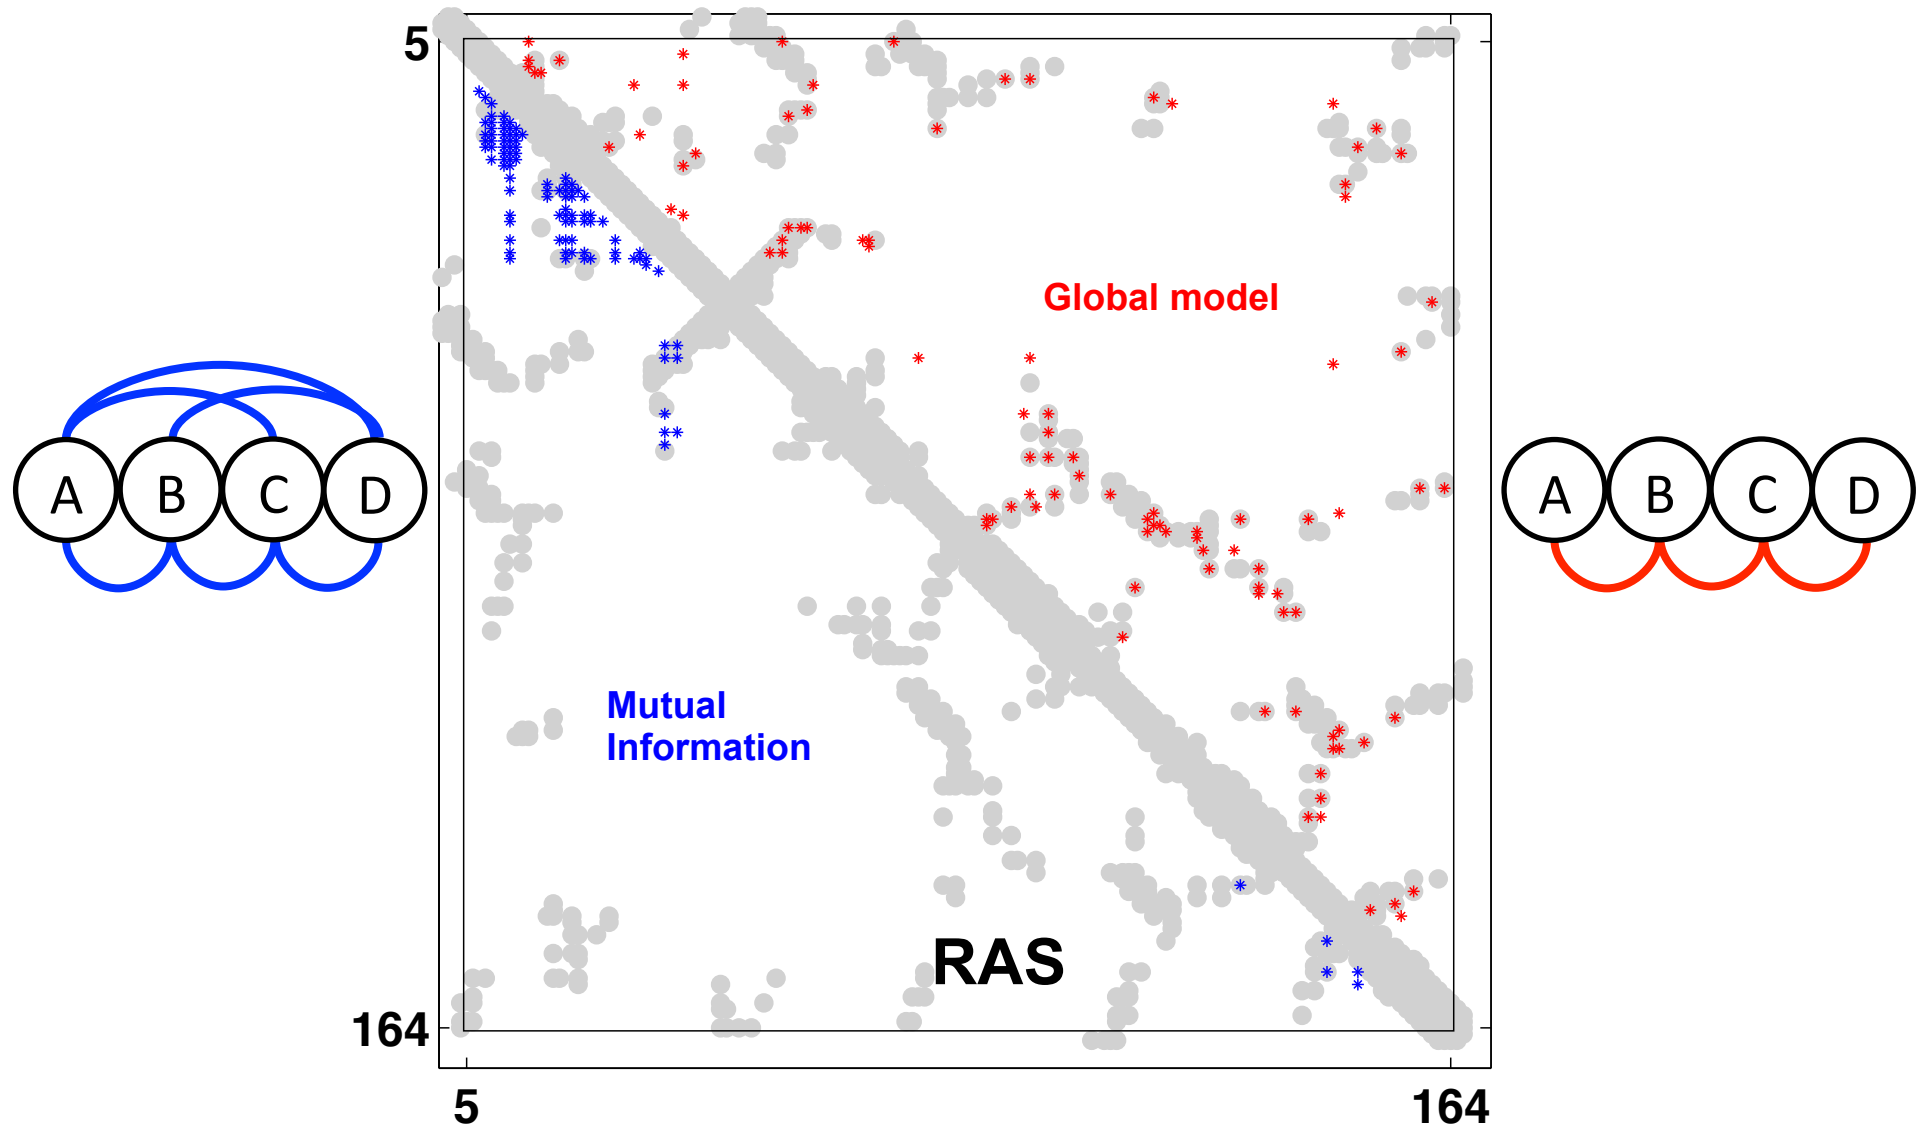 5
Global model
A B C D
A B C D
Mutual
Information
RAS
164
5
164